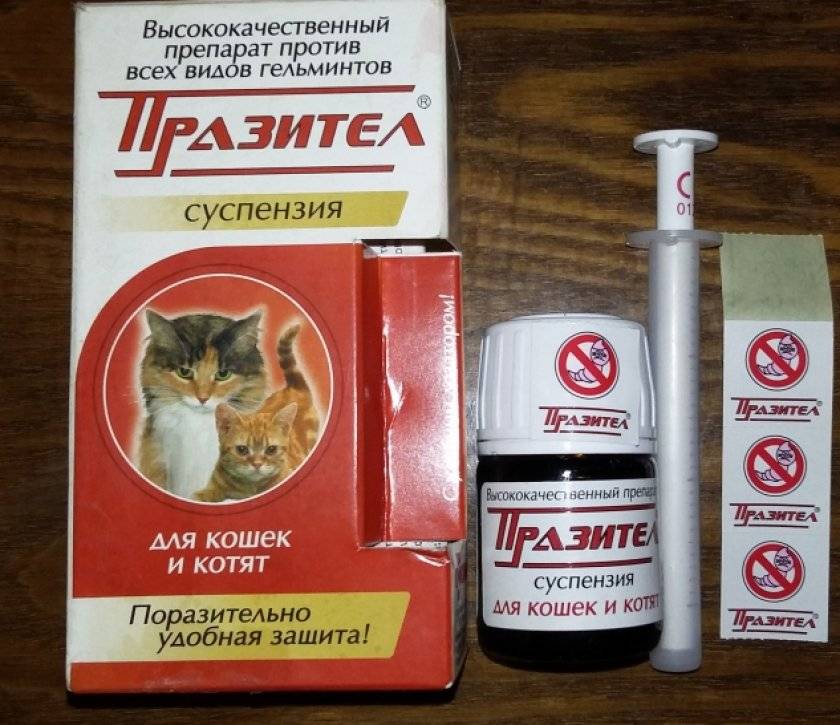 Высококачественный
препарат против
всех видов гельминтов
Празител®
суспензия
для кошек
и котят
Поразительно
удобная защита!
Празител®
Высококачественный препарат
Празител
суспензия
для кошек и котят
Празител®
Празител®
Празител®